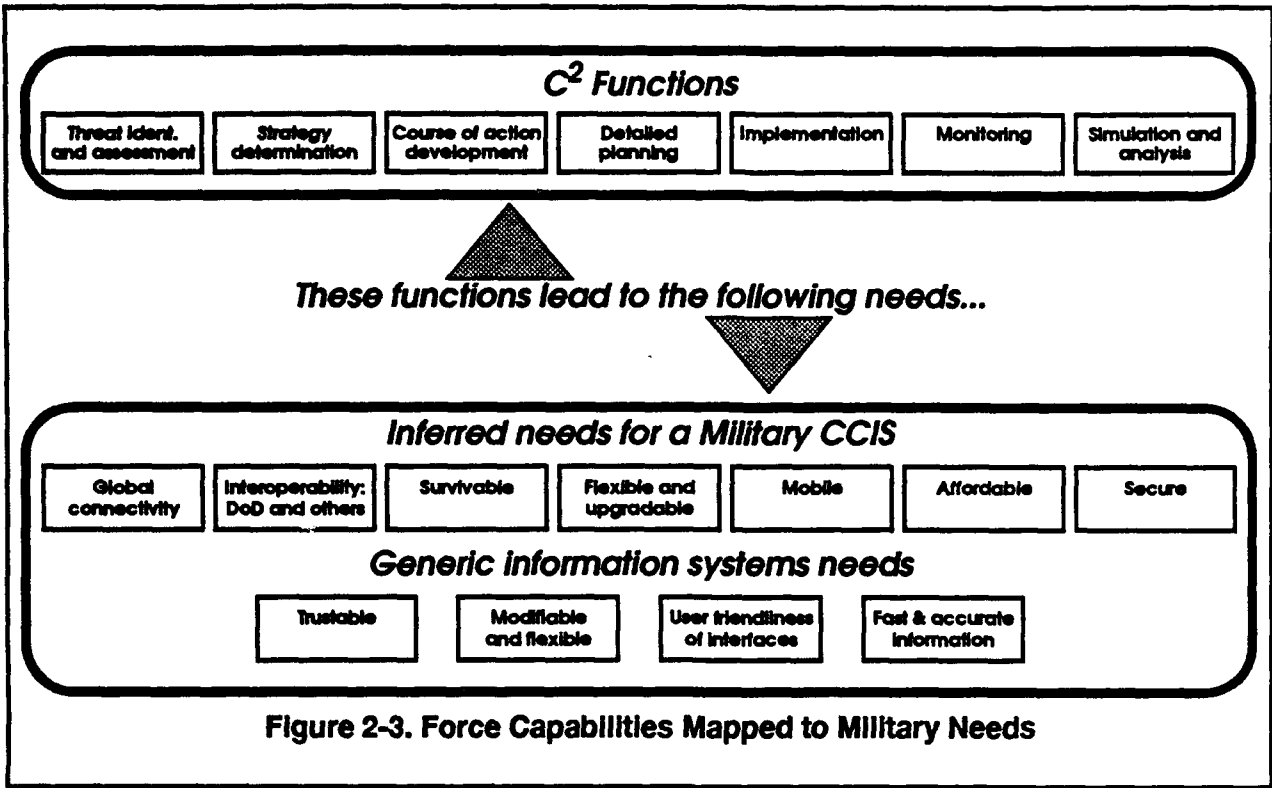 C² Functions
Threat ident.
and assessment
Strategy
determination
Course of action
development
Detailed
planning
Implementation
Monitoring
Simulation and
analysis
These functions lead to the following needs...
Inferred needs for a Military CCIS
Global
connectivity
Interoperability:
DoD and others
Survivable
Flexible and
upgradable
Mobile
Affordable
Secure
Generic information systems needs
Trustable
Modifiable
and flexible
User friendliness
of interfaces
Fast & accurate
information
Figure 2-3. Force Capabilities Mapped to Military Needs